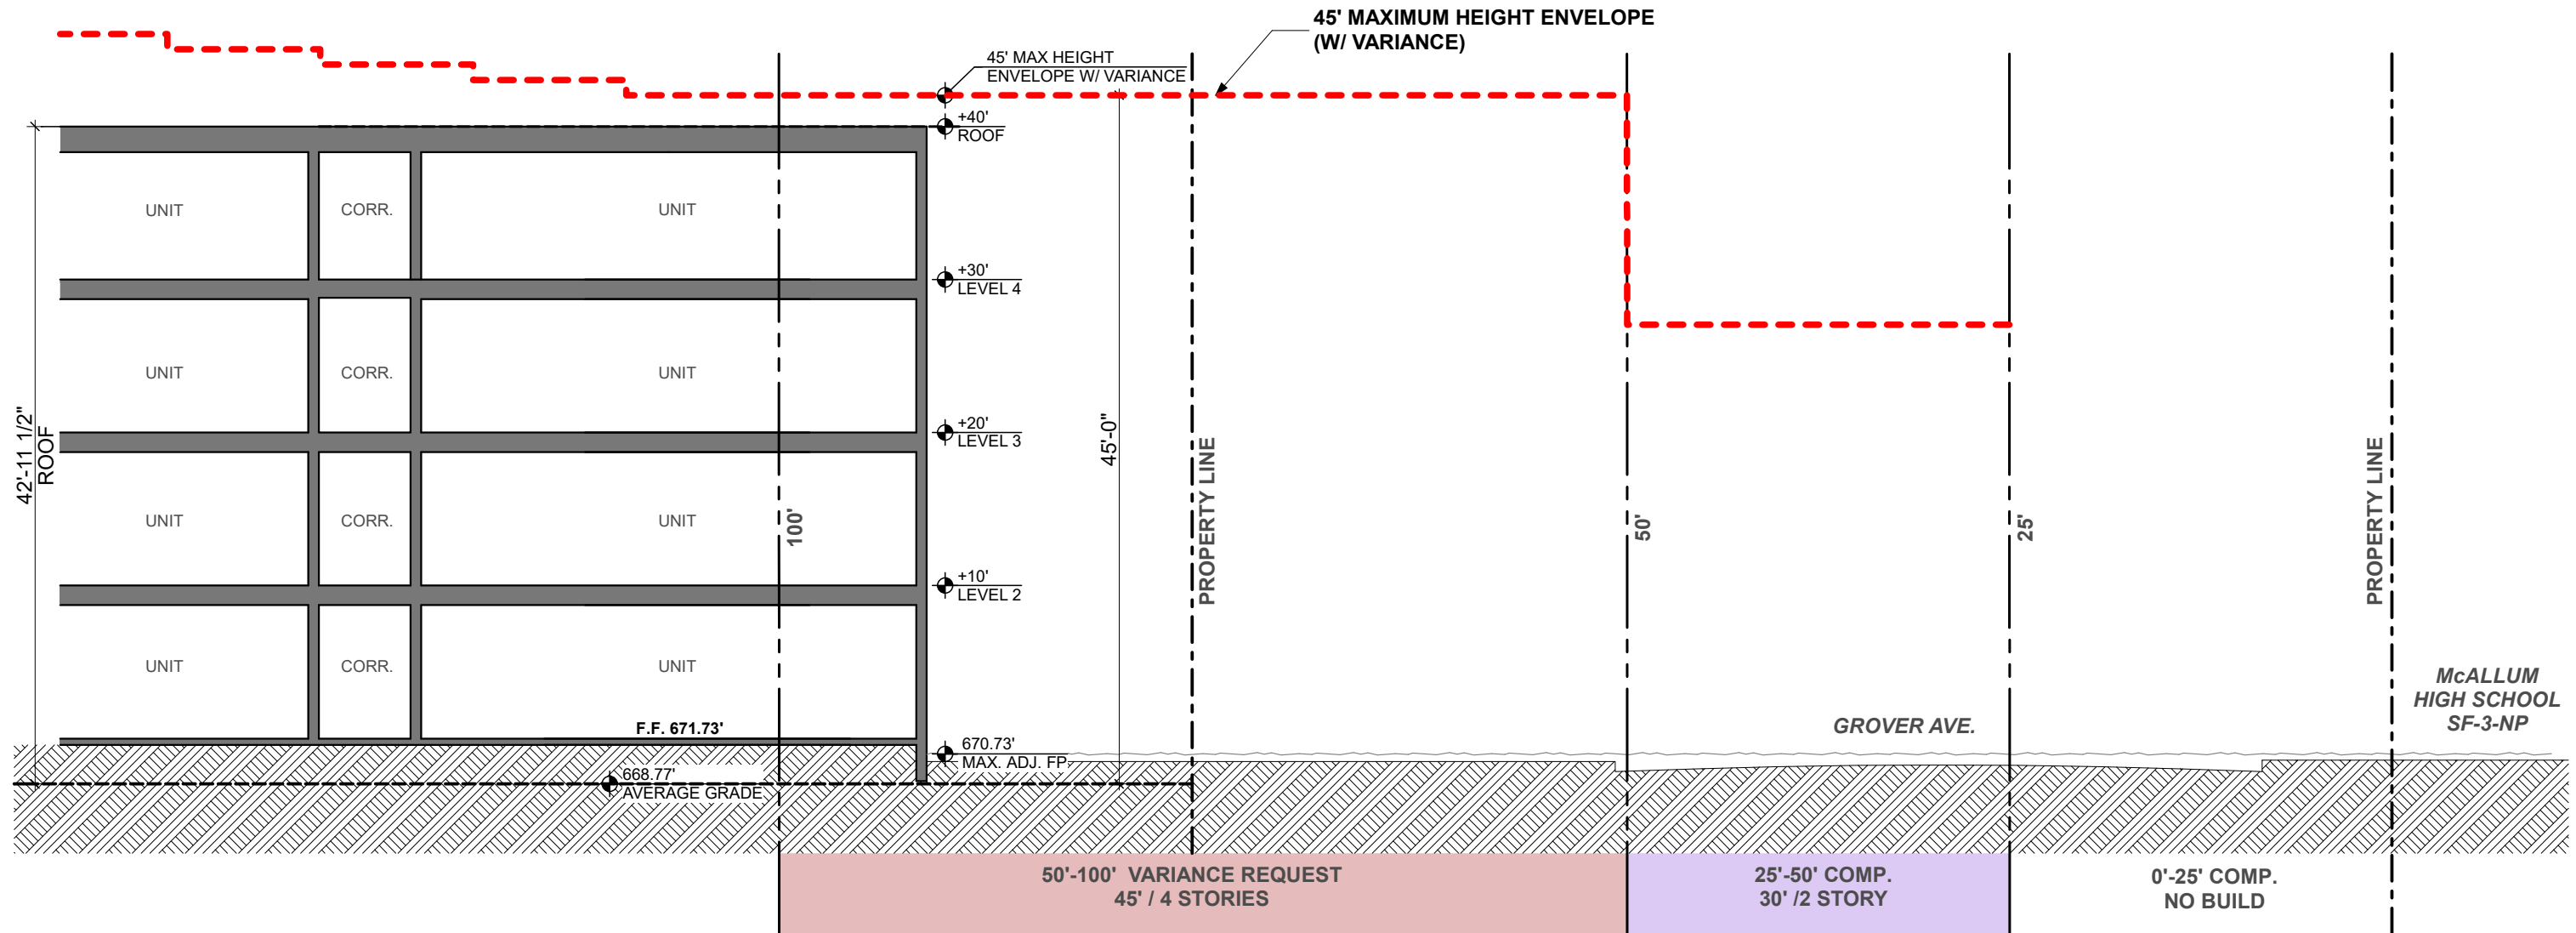 45' MAXIMUM HEIGHT ENVELOPE
(W/ VARIANCE)
45' MAX HEIGHT
ENVELOPE W/ VARIANCE
+40'
ROOF
UNIT
CORR.
UNIT
+30'
LEVEL 4
UNIT
CORR.
UNIT
+20'
LEVEL 3
42'-11 1/2"
ROOF
45'-0"
PROPERTY LINE
PROPERTY LINE
100'
50'
25'
UNIT
CORR.
UNIT
+10'
LEVEL 2
UNIT
CORR.
UNIT
McALLUM
HIGH SCHOOL
SF-3-NP
F.F. 671.73'
GROVER AVE.
670.73'
MAX. ADJ. FP
668.77'
AVERAGE GRADE
50'-100' VARIANCE REQUEST
45' / 4 STORIES
25'-50' COMP.
30' /2 STORY
0'-25' COMP.
NO BUILD